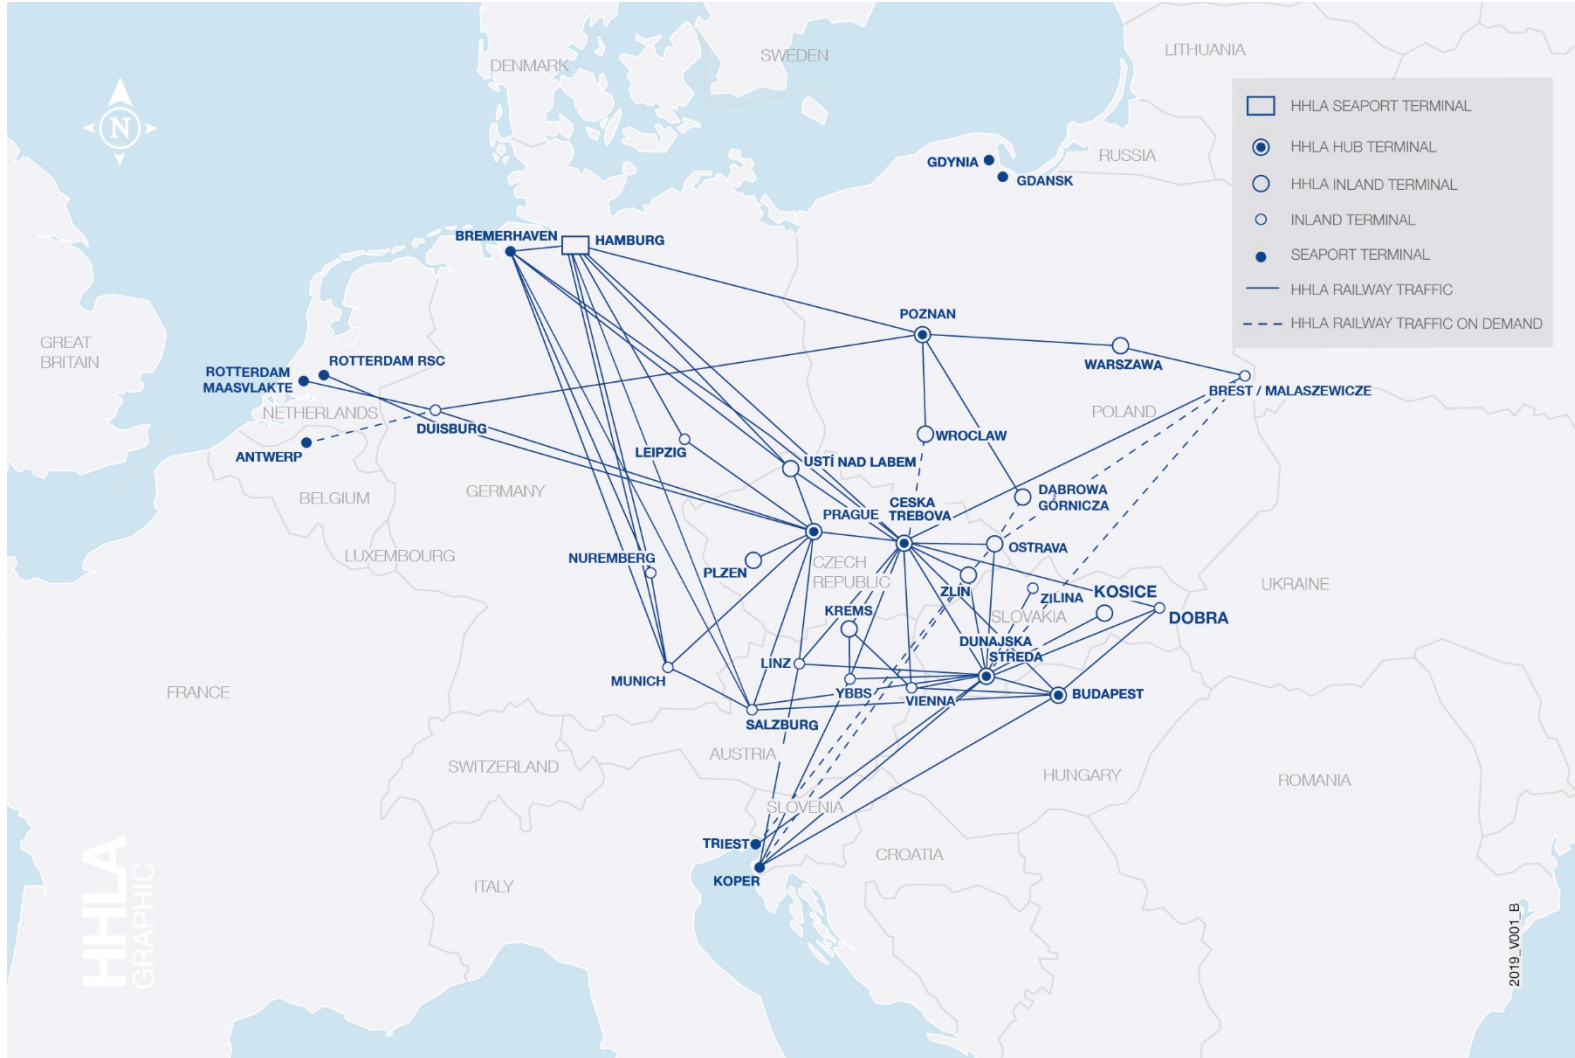 SWEDEN
LITHUANIA
DENMARK
HHLA SEAPORT TERMINAL
HHLA HUB TERMINAL
HHLA INLAND TERMINAL
INLAND TERMINAL
SEAPORT TERMINAL
HHLA RAILWAY TRAFFIC
HHLA RAILWAY TRAFFIC ON DEMAND
N
RUSSIA
GDYNIA
GDANSK
BREMERHAVEN
HAMBURG
POZNAN
GREAT
BRITAIN
ROTTERDAM RSC
ROTTERDAM
MAASVLAKTE
WARSZAWA
BREST / MALASZEWICZE
NETHERLANDS
POLAND
DUISBURG
WROCLAW
ANTWERP
LEIPZIG
USTÍ NAD LABEM
BELGIUM
GERMANY
DĄBROWA
GÓRNICZA
CESKA
TREBOVA
PRAGUE
OSTRAVA
LUXEMBOURG
NUREMBERG
PLZEN
CZECH
REPUBLIC
UKRAINE
ZLIN
ZILINA
KOSICE
KREMS
SLOVAKIA
DOBRA
DUNAJSKA
STREDA
LINZ
MUNICH
FRANCE
YBBS
VIENNA
BUDAPEST
SALZBURG
AUSTRIA
SWITZERLAND
HUNGARY
ROMANIA
SLOVENIA
TRIEST
CROATIA
KOPER
ITALY
HHLA
GRAPHIC
2019_V001_B